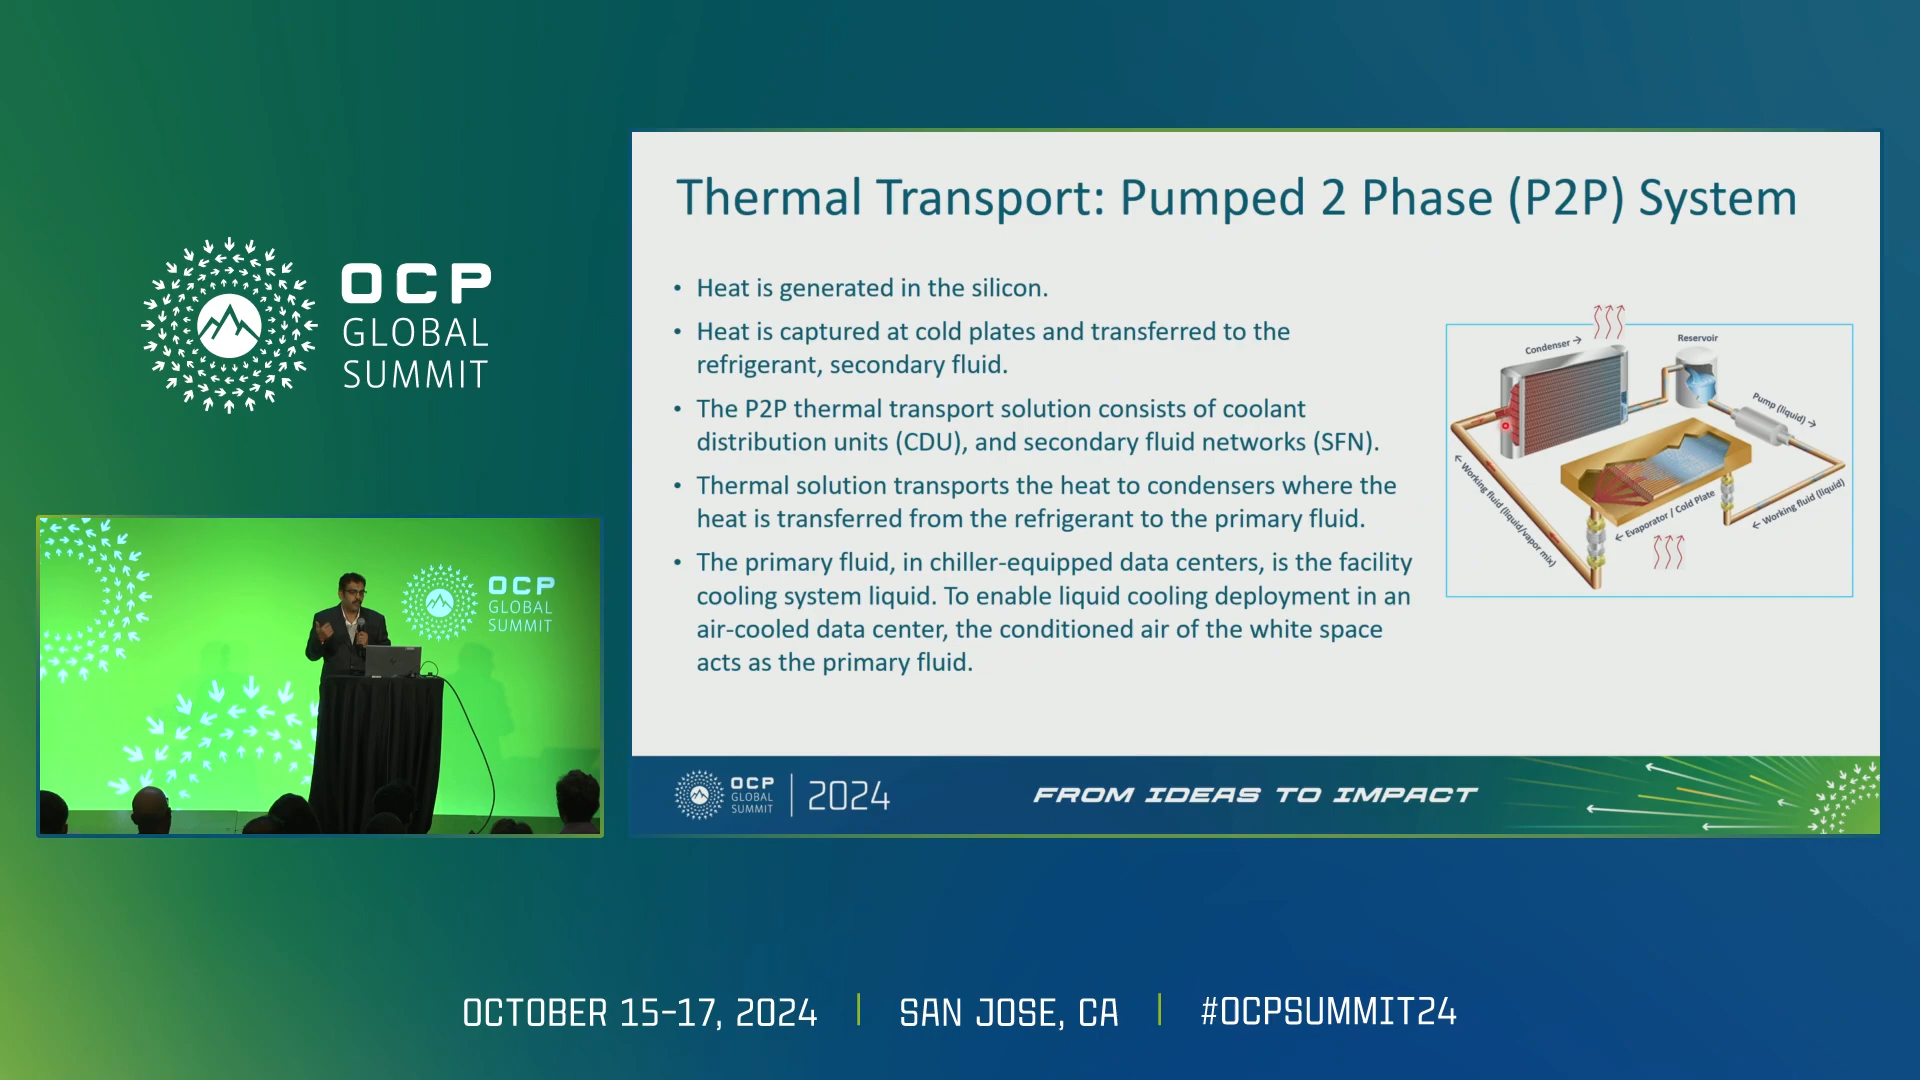 OCP
GLOBAL
SUMMIT
Thermal Transport: Pumped 2 Phase (P2P) System
• Heat is generated in the silicon.
• Heat is captured at cold plates and transferred to the
refrigerant, secondary fluid.
• The P2P thermal transport solution consists of coolant
distribution units (CDU), and secondary fluid networks (SFN).
• Thermal solution transports the heat to condensers where the
heat is transferred from the refrigerant to the primary fluid.
• The primary fluid, in chiller-equipped data centers, is the facility
cooling system liquid. To enable liquid cooling deployment in an
air-cooled data center, the conditioned air of the white space
acts as the primary fluid.
Condenser →
Reservoir
Pump (liquid) →
← Working fluid (liquid/vapor mix)
← Evaporator / Cold Plate
← Working fluid (liquid)
OCP
GLOBAL
SUMMIT
OCP
GLOBAL
SUMMIT
2024
FROM IDEAS TO IMPACT
OCTOBER 15-17, 2024 | SAN JOSE, CA | #OCPSUMMIT24